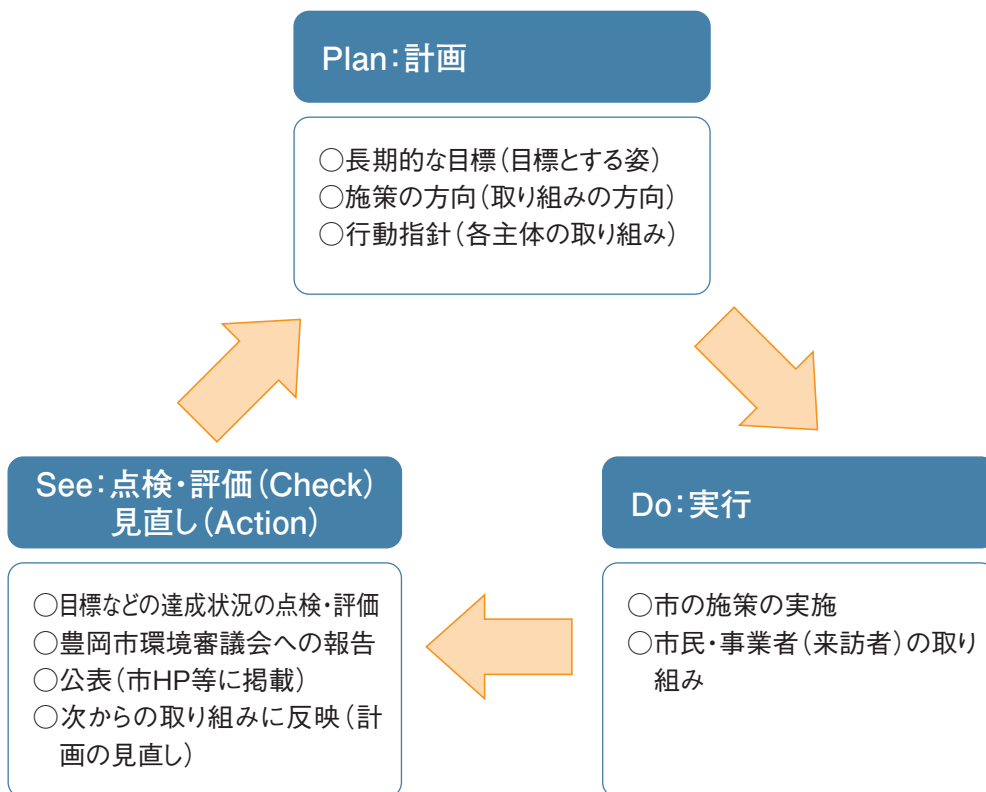 Plan：計画
○長期的な目標（目標とする姿）
○施策の方向（取り組みの方向）
○行動指針（各主体の取り組み）
See：点検・評価（Check）
見直し（Action）
○目標などの達成状況の点検・評価
○豊岡市環境審議会への報告
○公表（市HP等に掲載）
○次からの取り組みに反映（計
画の見直し）
Do：実行
○市の施策の実施
○市民・事業者（来訪者）の取り
組み